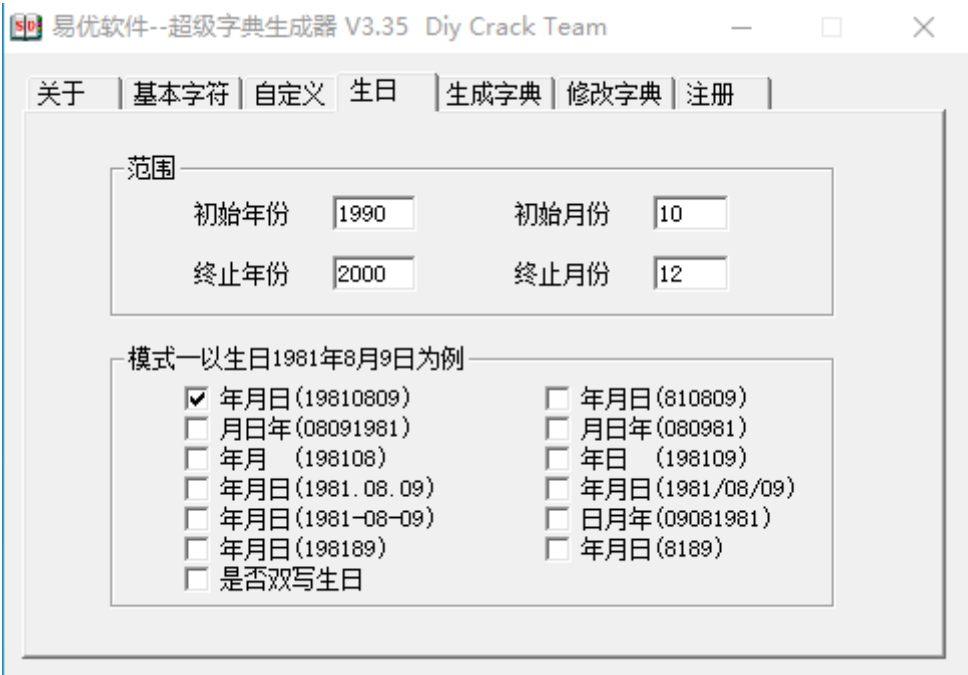 易优软件--超级字典生成器 V3.35  Diy Crack Team
关于 基本字符 自定义 生日 生成字典 修改字典 注册
范围
初始年份 1990 初始月份 10
终止年份 2000 终止月份 12
模式一以生日1981年8月9日为例
年月日(19810809) 年月日(810809)
月日年(08091981) 月日年(080981)
年月 (198108) 年日 (198109)
年月日(1981.08.09) 年月日(1981/08/09)
年月日(1981-08-09) 日月年(09081981)
年月日(198189) 年月日(8189)
是否双写生日